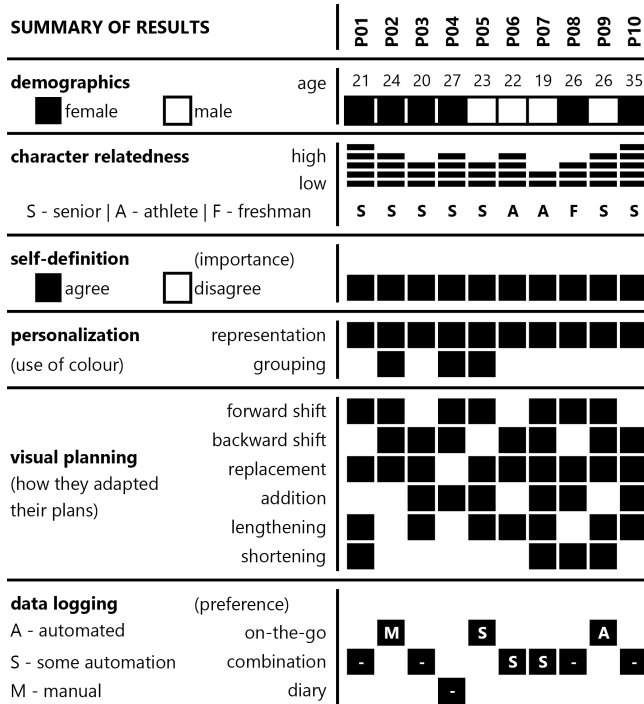 SUMMARY OF RESULTS P01 P02 P03 P04 P05 P06 P07 P08 P09 P10
demographics age 21 24 20 27 23 22 19 26 26 35
female male
character relatedness high
low
S - senior | A - athlete | F - freshman S S S S S A A F S S
self-definition (importance)
agree disagree
personalization representation
(use of colour) grouping
forward shift
backward shift
visual planning replacement
(how they adapted
their plans) addition
lengthening
shortening
data logging (preference)
A - automated on-the-go M S A
S - some automation combination - - S S - -
M - manual diary -